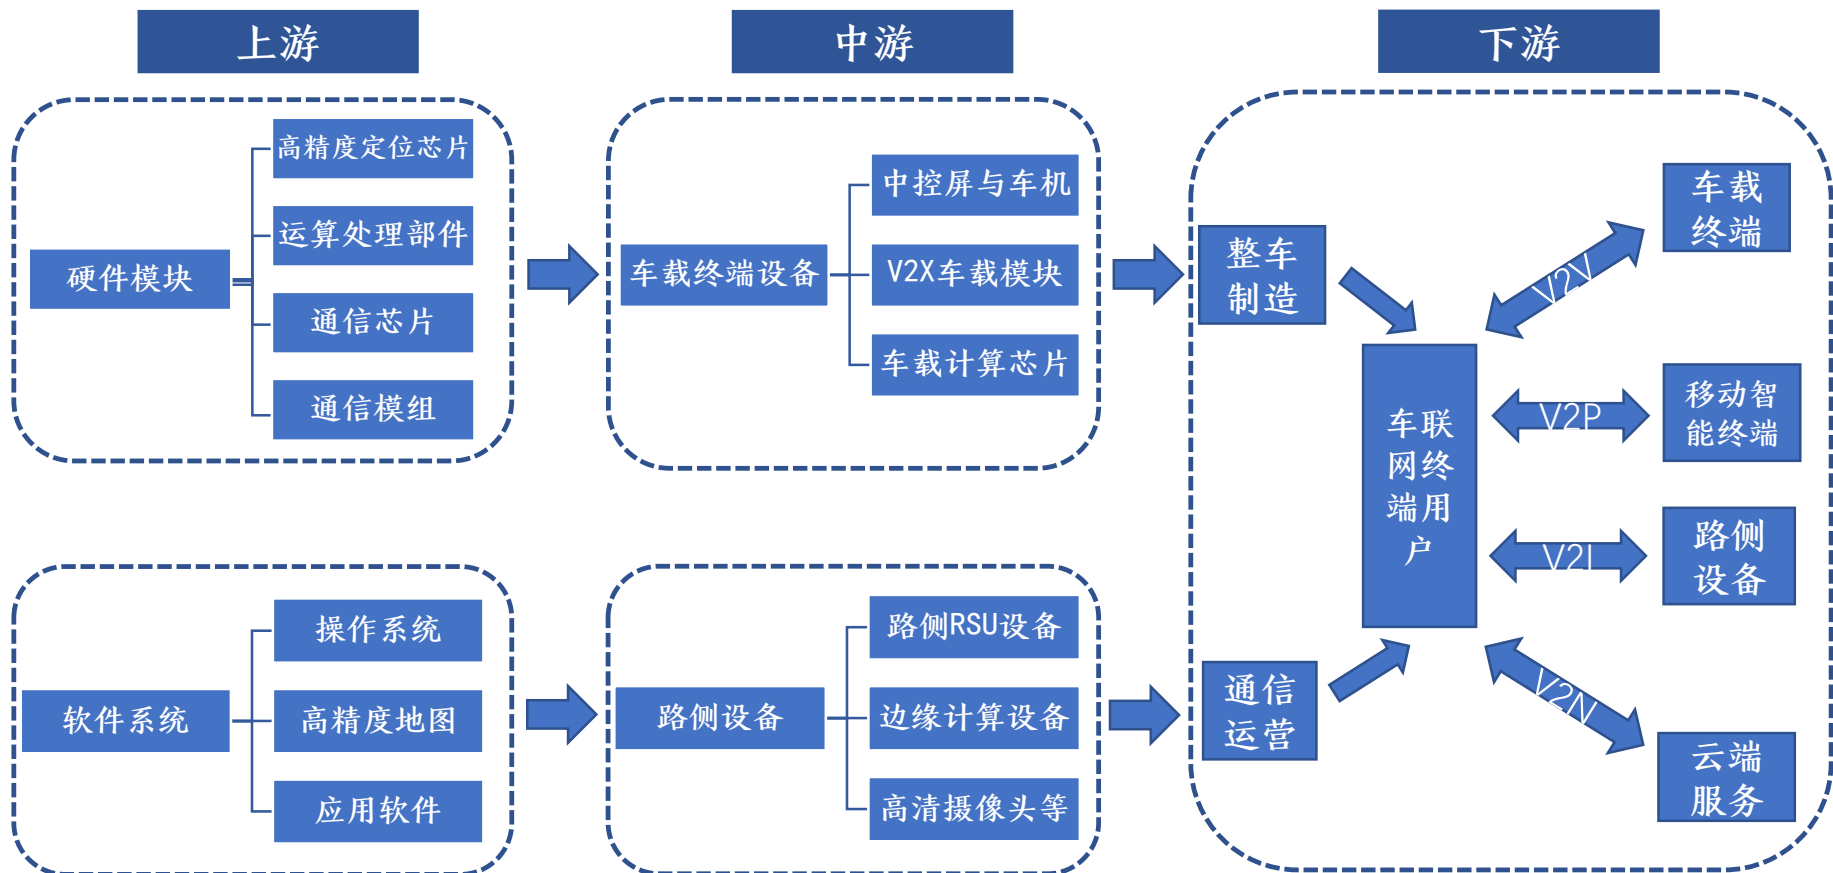 上游
中游
下游
硬件模块
高精度定位芯片
运算处理部件
通信芯片
通信模组
软件系统
操作系统
高精度地图
应用软件
车载终端设备
中控屏与车机
V2X车载模块
车载计算芯片
路侧设备
路侧RSU设备
边缘计算设备
高清摄像头等
整车
制造
通信
运营
车联
网终
端用
户
V2V
V2P
V2I
V2N
车载
终端
移动智
能终端
路侧
设备
云端
服务